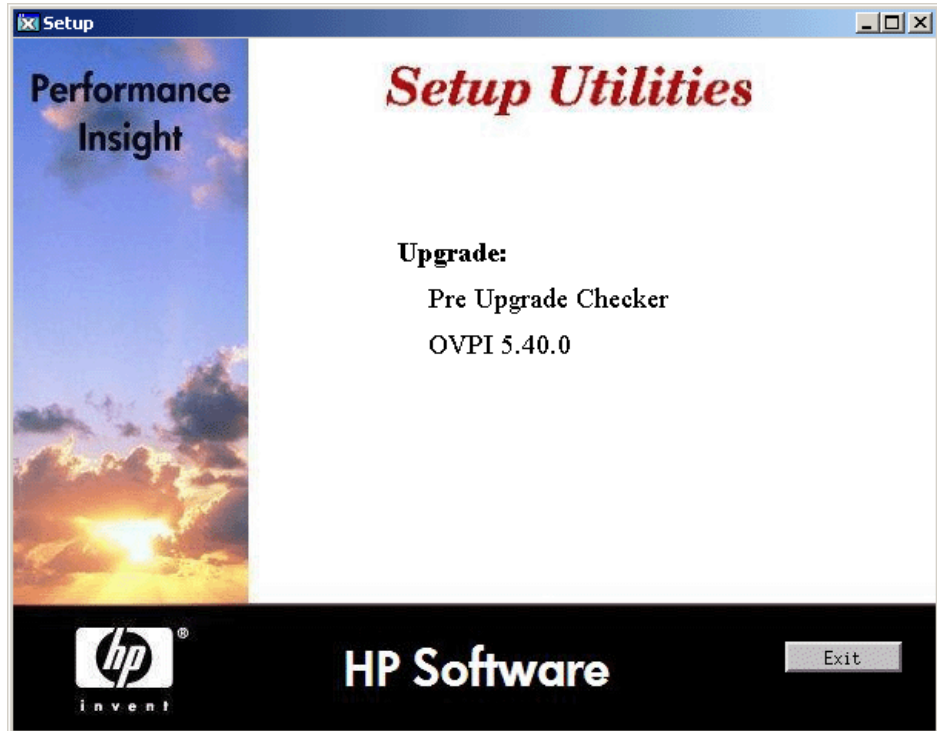 Setup
Performance
Insight
Setup Utilities
Upgrade:
Pre Upgrade Checker
OVPI 5.40.0
hp®
invent
HP Software
Exit